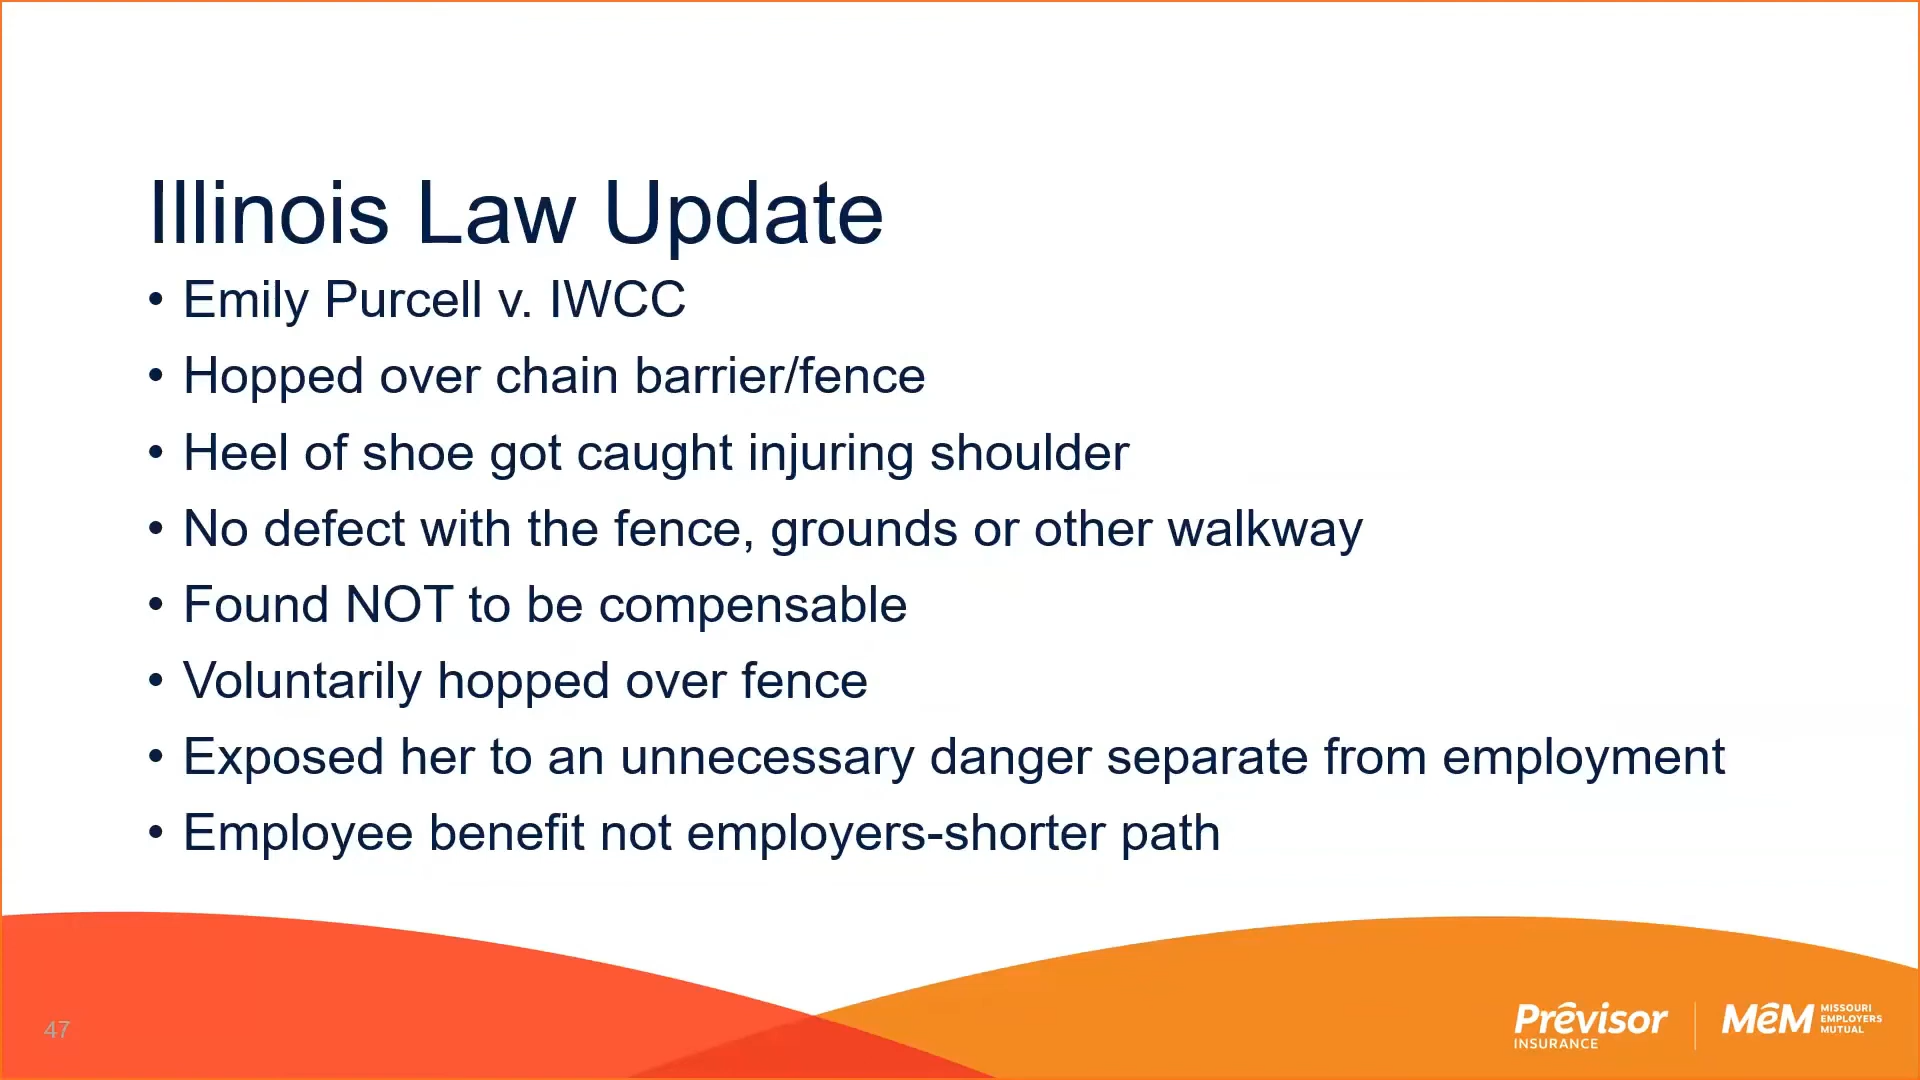 Illinois Law Update
• Emily Purcell v. IWCC
• Hopped over chain barrier/fence
• Heel of shoe got caught injuring shoulder
• No defect with the fence, grounds or other walkway
• Found NOT to be compensable
• Voluntarily hopped over fence
• Exposed her to an unnecessary danger separate from employment
• Employee benefit not employers-shorter path
47
Prēvisor
INSURANCE
MēM
MISSOURI
EMPLOYERS
MUTUAL